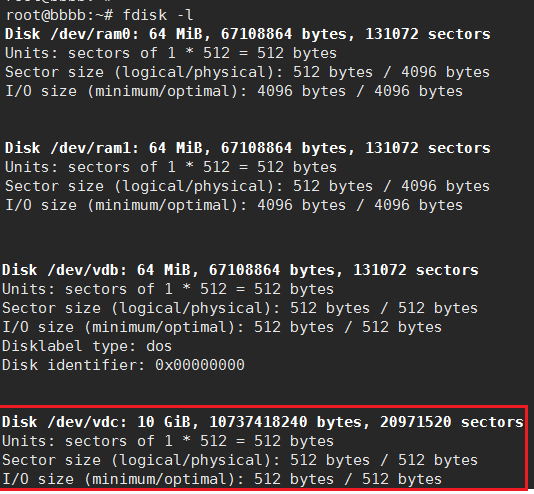 root@bbbb:~# fdisk -l
Disk /dev/ram0: 64 MiB, 67108864 bytes, 131072 sectors
Units: sectors of 1 * 512 = 512 bytes
Sector size (logical/physical): 512 bytes / 4096 bytes
I/O size (minimum/optimal): 4096 bytes / 4096 bytes
Disk /dev/ram1: 64 MiB, 67108864 bytes, 131072 sectors
Units: sectors of 1 * 512 = 512 bytes
Sector size (logical/physical): 512 bytes / 4096 bytes
I/O size (minimum/optimal): 4096 bytes / 4096 bytes
Disk /dev/vdb: 64 MiB, 67108864 bytes, 131072 sectors
Units: sectors of 1 * 512 = 512 bytes
Sector size (logical/physical): 512 bytes / 512 bytes
I/O size (minimum/optimal): 512 bytes / 512 bytes
Disklabel type: dos
Disk identifier: 0x00000000
Disk /dev/vdc: 10 GiB, 10737418240 bytes, 20971520 sectors
Units: sectors of 1 * 512 = 512 bytes
Sector size (logical/physical): 512 bytes / 512 bytes
I/O size (minimum/optimal): 512 bytes / 512 bytes